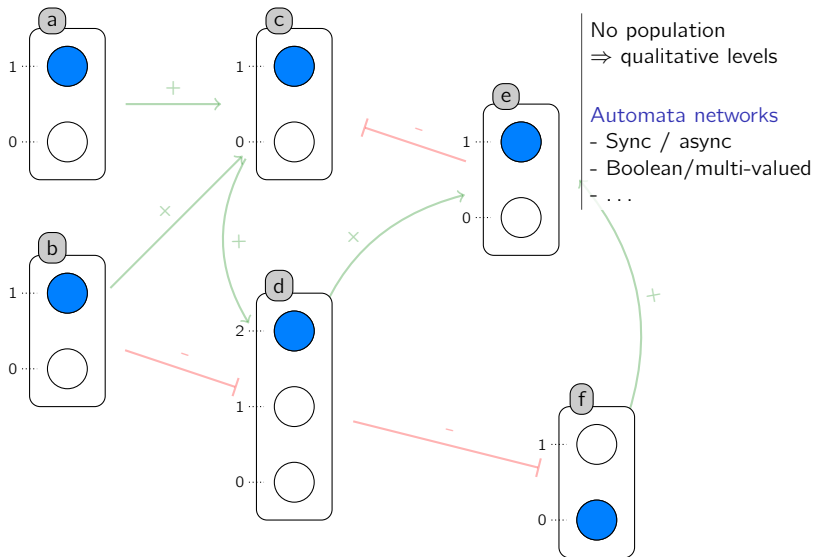 a
1
0
b
1
0
c
1
0
d
2
1
0
e
1
0
f
1
0
+
+
+
+
+
-
-
-
No population
⇒ qualitative levels
Automata networks
- Sync / async
- Boolean/multi-valued
- . . .